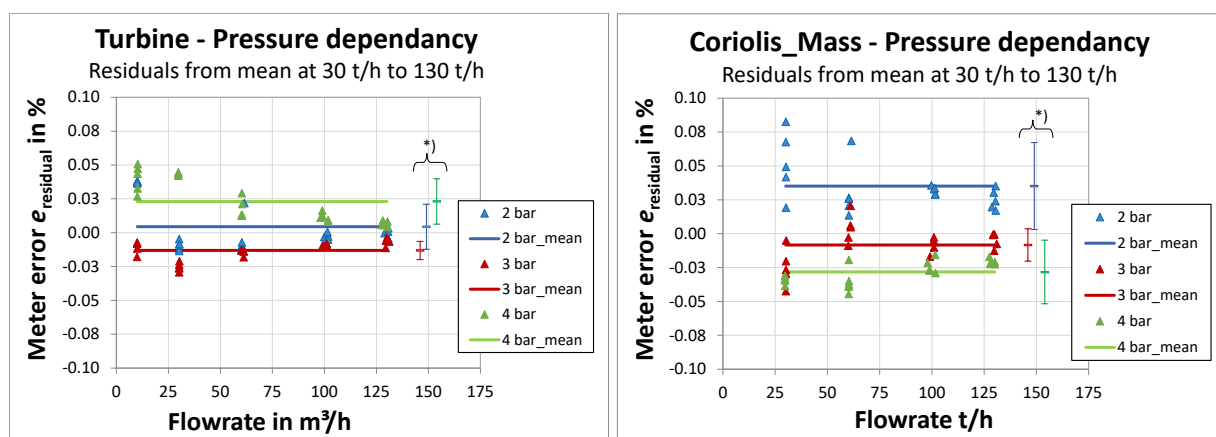 Turbine - Pressure dependancy
Residuals from mean at 30 t/h to 130 t/h
Meter error e residual in %
0.10
0.08
0.05
0.03
0.00
-0.03
-0.05
-0.08
-0.10
0 25 50 75 100 125 150 175
Flowrate in m³/h
*)
2 bar
2 bar_mean
3 bar
3 bar_mean
4 bar
4 bar_mean
Coriolis_Mass - Pressure dependancy
Residuals from mean at 30 t/h to 130 t/h
Meter error e residual in %
0.10
0.08
0.05
0.03
0.00
-0.03
-0.05
-0.08
-0.10
0 25 50 75 100 125 150 175
Flowrate t/h
*)
2 bar
2 bar_mean
3 bar
3 bar_mean
4 bar
4 bar_mean